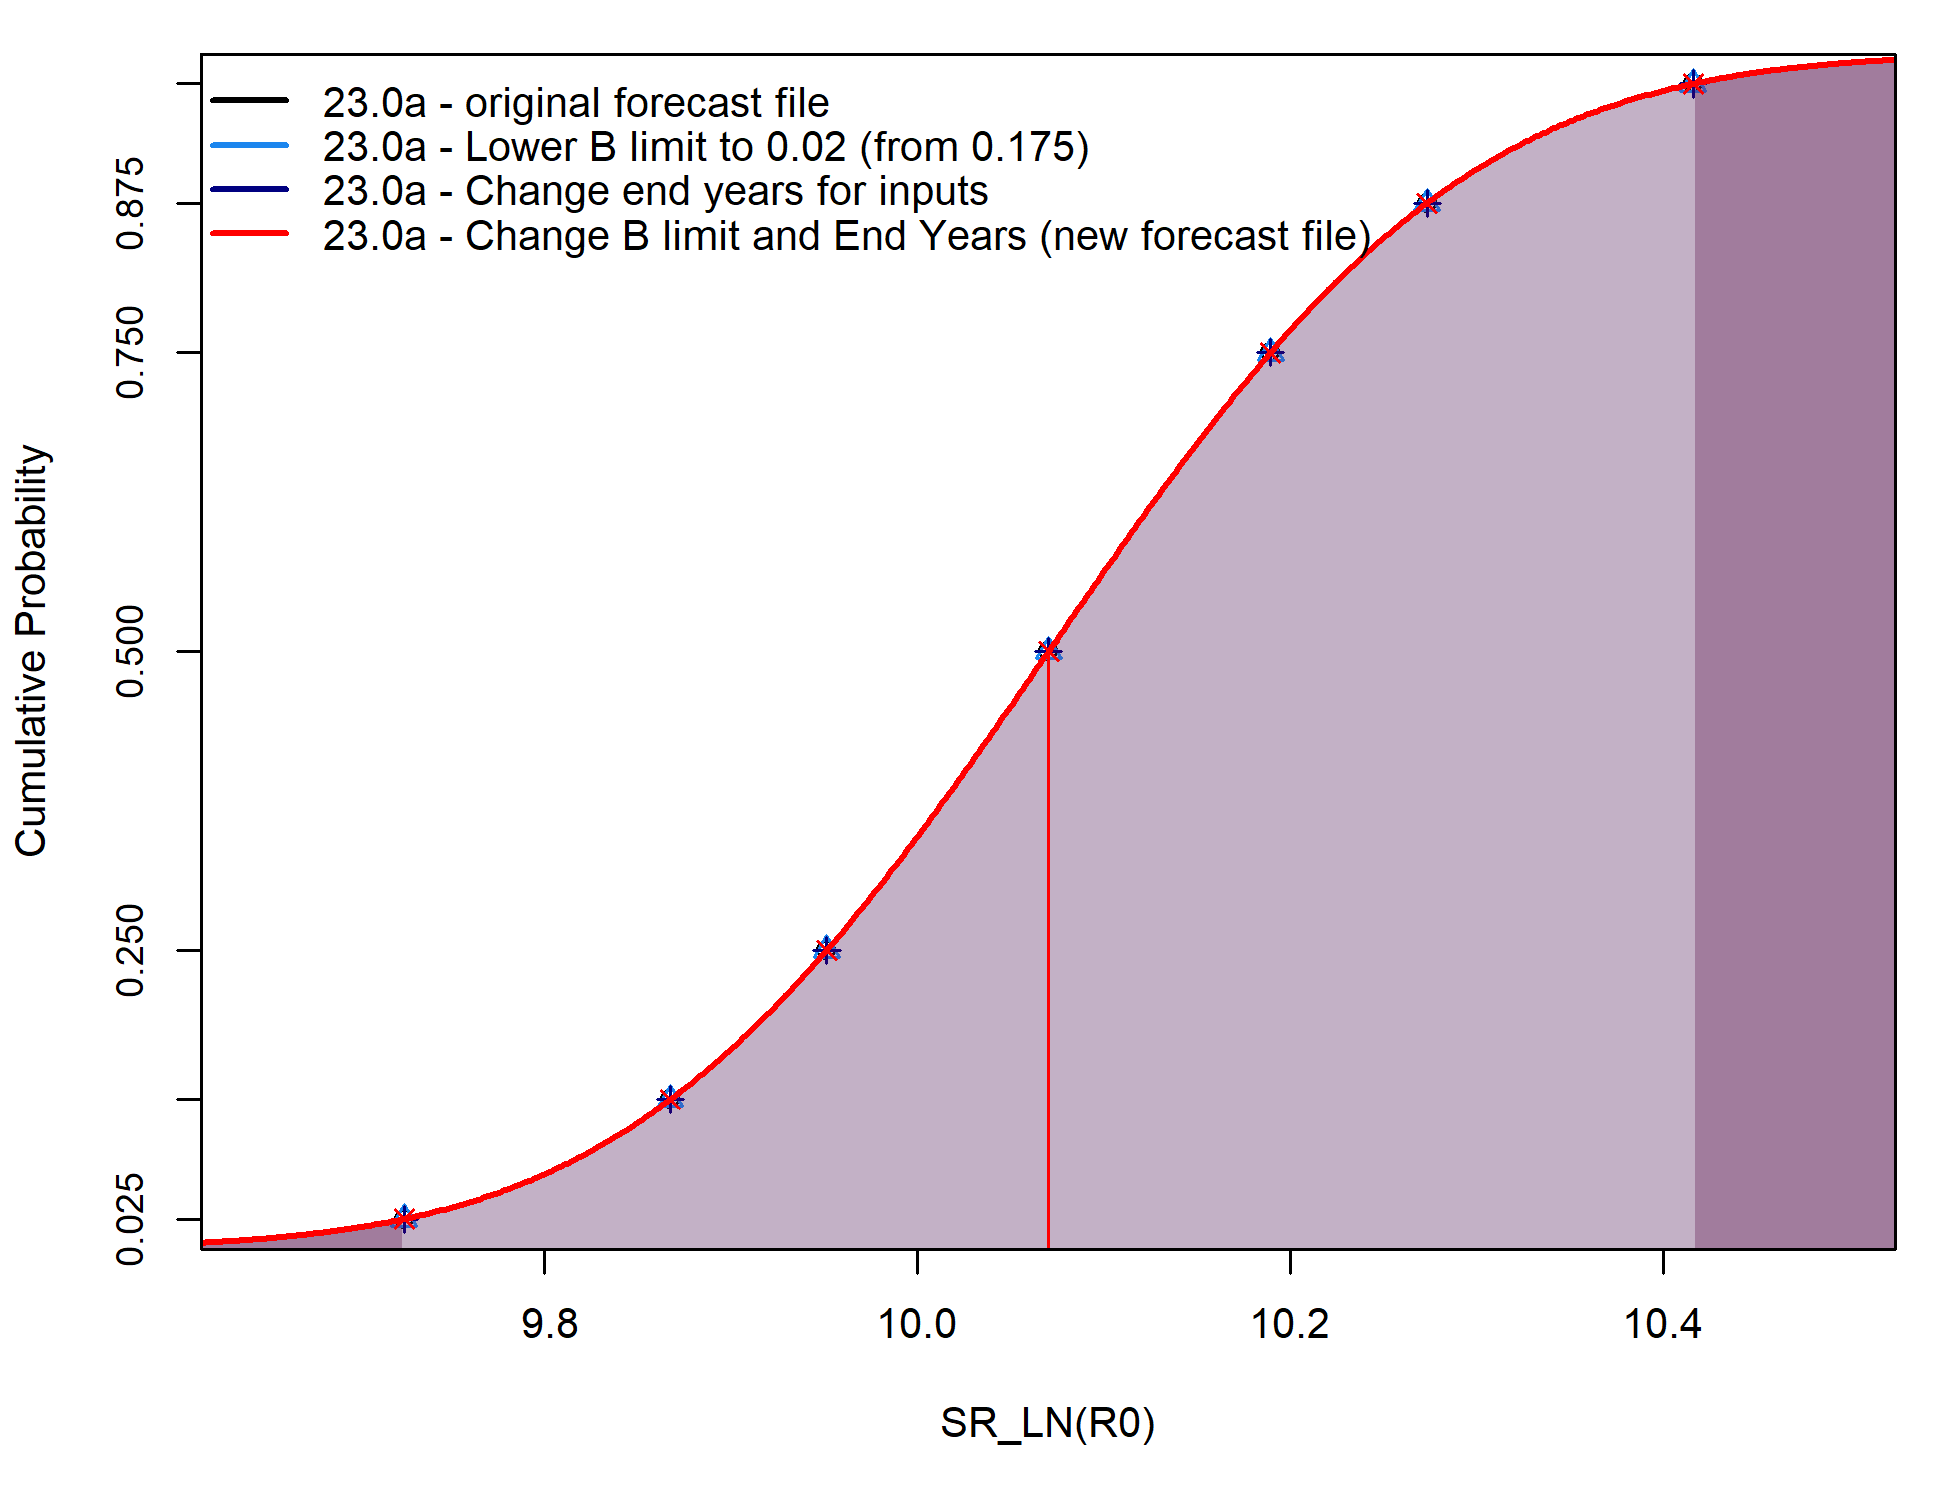 23.0a - original forecast file
23.0a - Lower B limit to 0.02 (from 0.175)
23.0a - Change end years for inputs
23.0a - Change B limit and End Years (new forecast file)
Cumulative Probability
0.875
0.750
0.500
0.250
0.025
9.8
10.0
10.2
10.4
SR_LN(R0)